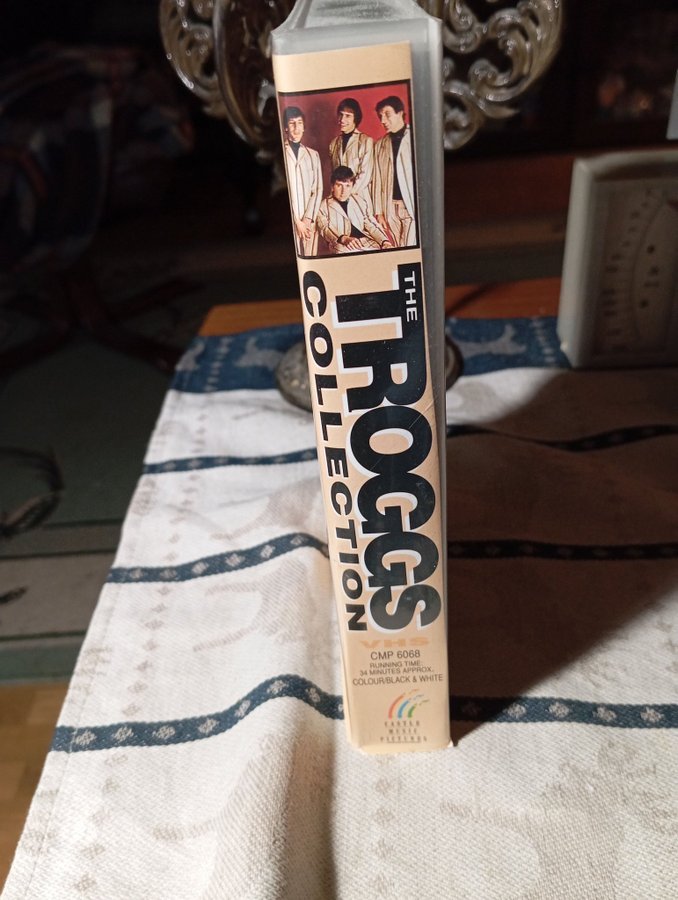 THE
TROGGS
COLLECTION
VHS
CMP 6068
RUNNING TIME
34 MINUTES APPROX.
COLOUR/BLACK & WHITE
CASTLE
MUSIC
PICTURES